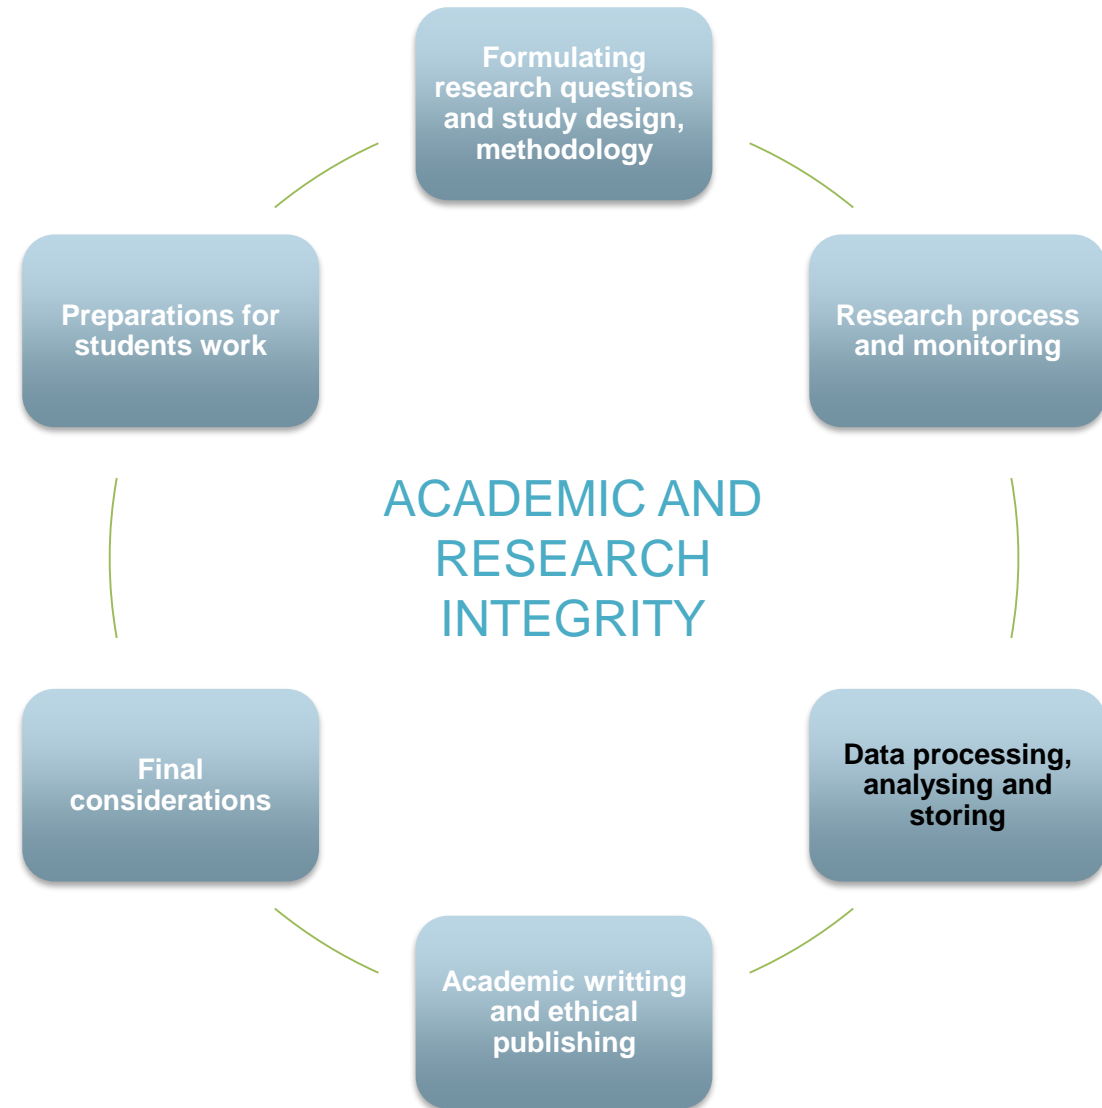 Formulating
research questions
and study design,
methodology
Preparations for
students work
Research process
and monitoring
ACADEMIC AND
RESEARCH
INTEGRITY
Final
considerations
Data processing,
analysing and
storing
Academic writting
and ethical
publishing